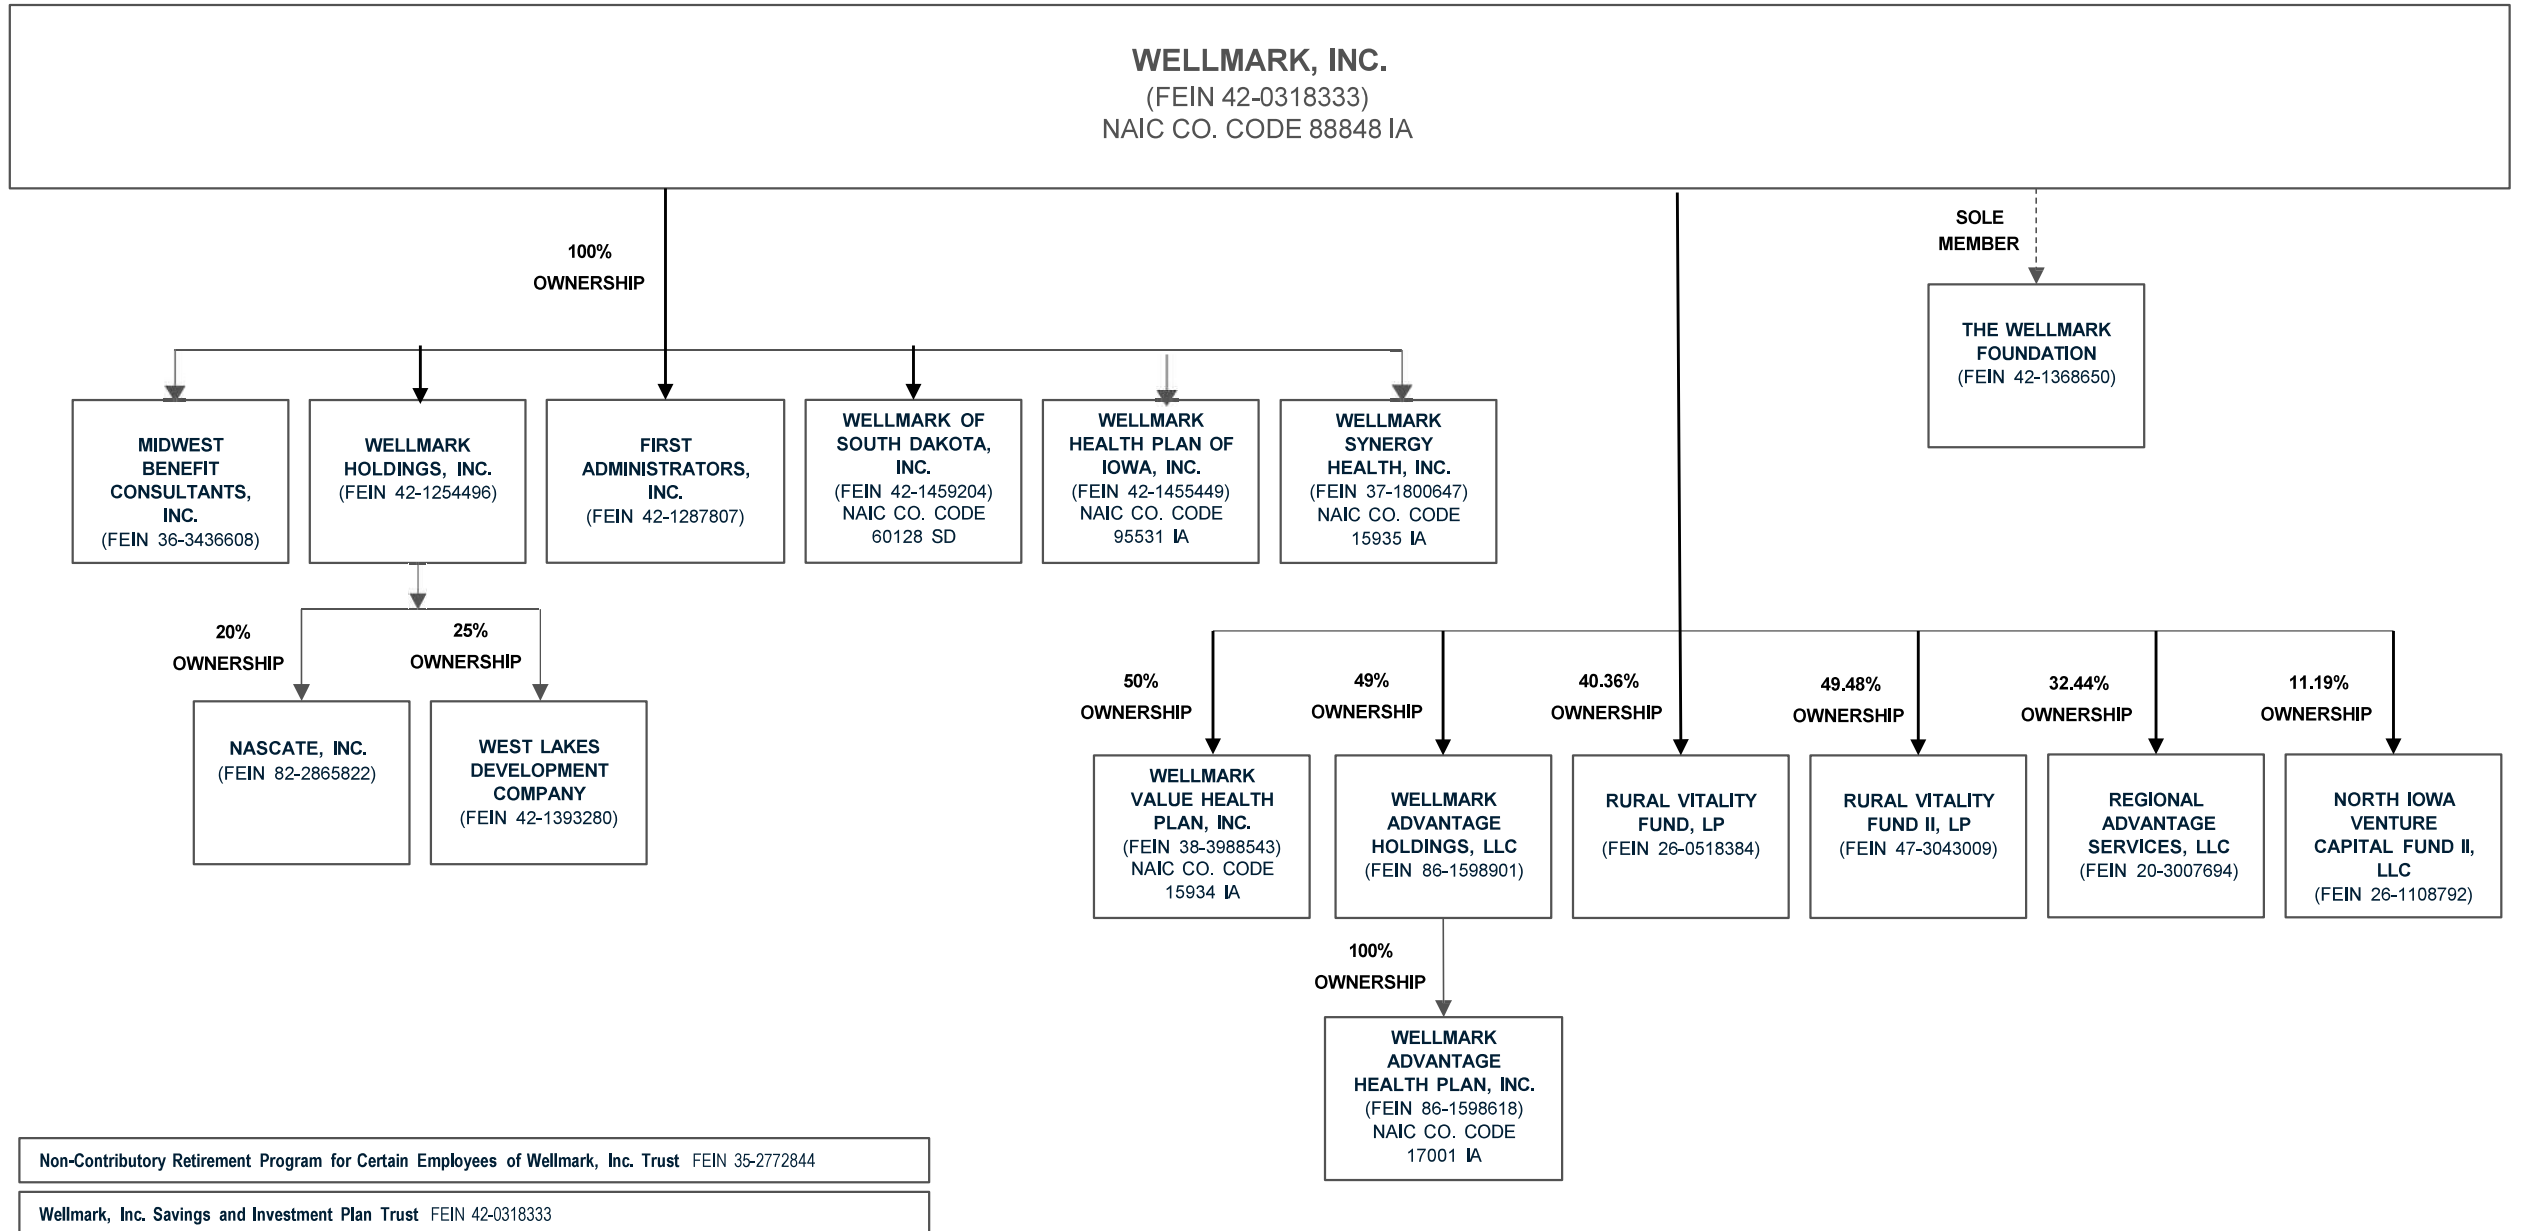 WELLMARK, INC.
(FEIN 42-0318333)
NAIC CO. CODE 88848 IA
SOLE
MEMBER
100%
OWNERSHIP
THE WELLMARK
FOUNDATION
(FEIN 42-1368650)
MIDWEST
BENEFIT
CONSULTANTS,
INC.
(FEIN 36-3436608)
WELLMARK
HOLDINGS, INC.
(FEIN 42-1254496)
FIRST
ADMINISTRATORS,
INC.
(FEIN 42-1287807)
WELLMARK OF
SOUTH DAKOTA,
INC.
(FEIN 42-1459204)
NAIC CO. CODE
60128 SD
WELLMARK
HEALTH PLAN OF
IOWA, INC.
(FEIN 42-1455449)
NAIC CO. CODE
95531 IA
WELLMARK
SYNERGY
HEALTH, INC.
(FEIN 37-1800647)
NAIC CO. CODE
15935 IA
20%
OWNERSHIP
25%
OWNERSHIP
NASCATE, INC.
(FEIN 82-2865822)
WEST LAKES
DEVELOPMENT
COMPANY
(FEIN 42-1393280)
50%
OWNERSHIP
49%
OWNERSHIP
40.36%
OWNERSHIP
49.48%
OWNERSHIP
32.44%
OWNERSHIP
11.19%
OWNERSHIP
WELLMARK
VALUE HEALTH
PLAN, INC.
(FEIN 38-3988543)
NAIC CO. CODE
15934 IA
WELLMARK
ADVANTAGE
HOLDINGS, LLC
(FEIN 86-1598901)
RURAL VITALITY
FUND, LP
(FEIN 26-0518384)
RURAL VITALITY
FUND II, LP
(FEIN 47-3043009)
REGIONAL
ADVANTAGE
SERVICES, LLC
(FEIN 20-3007694)
NORTH IOWA
VENTURE
CAPITAL FUND II,
LLC
(FEIN 26-1108792)
100%
OWNERSHIP
WELLMARK
ADVANTAGE
HEALTH PLAN, INC.
(FEIN 86-1598618)
NAIC CO. CODE
17001 IA
Non-Contributory Retirement Program for Certain Employees of Wellmark, Inc. Trust FEIN 35-2772844
Wellmark, Inc. Savings and Investment Plan Trust FEIN 42-0318333